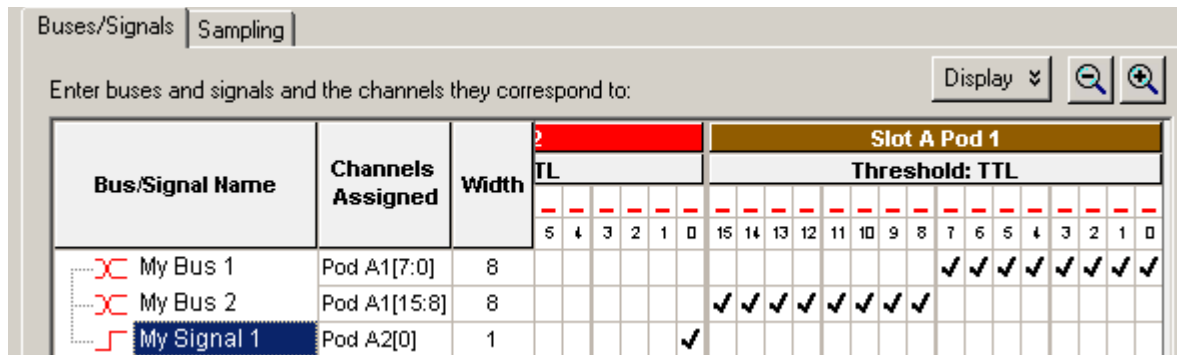 Buses/Signals Sampling
Enter buses and signals and the channels they correspond to: Display
2 Slot A Pod 1
Bus/Signal Name Channels Assigned Width TL Threshold: TTL
5 4 3 2 1 0 15 14 13 12 11 10 9 8 7 6 5 4 3 2 1 0
My Bus 1 Pod A1[7:0] 8
My Bus 2 Pod A1[15:8] 8
My Signal 1 Pod A2[0] 1